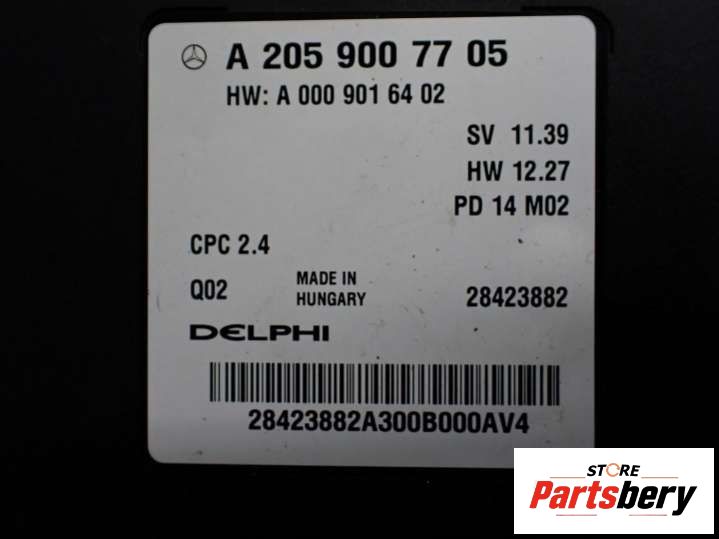 A 205 900 77 05
HW: A 000 901 64 02
SV 11.39
HW 12.27
PD 14 M02
CPC 2.4
Q02
MADE IN
HUNGARY
28423882
DELPHI
28423882A300B000AV4
STORE
Partsbery